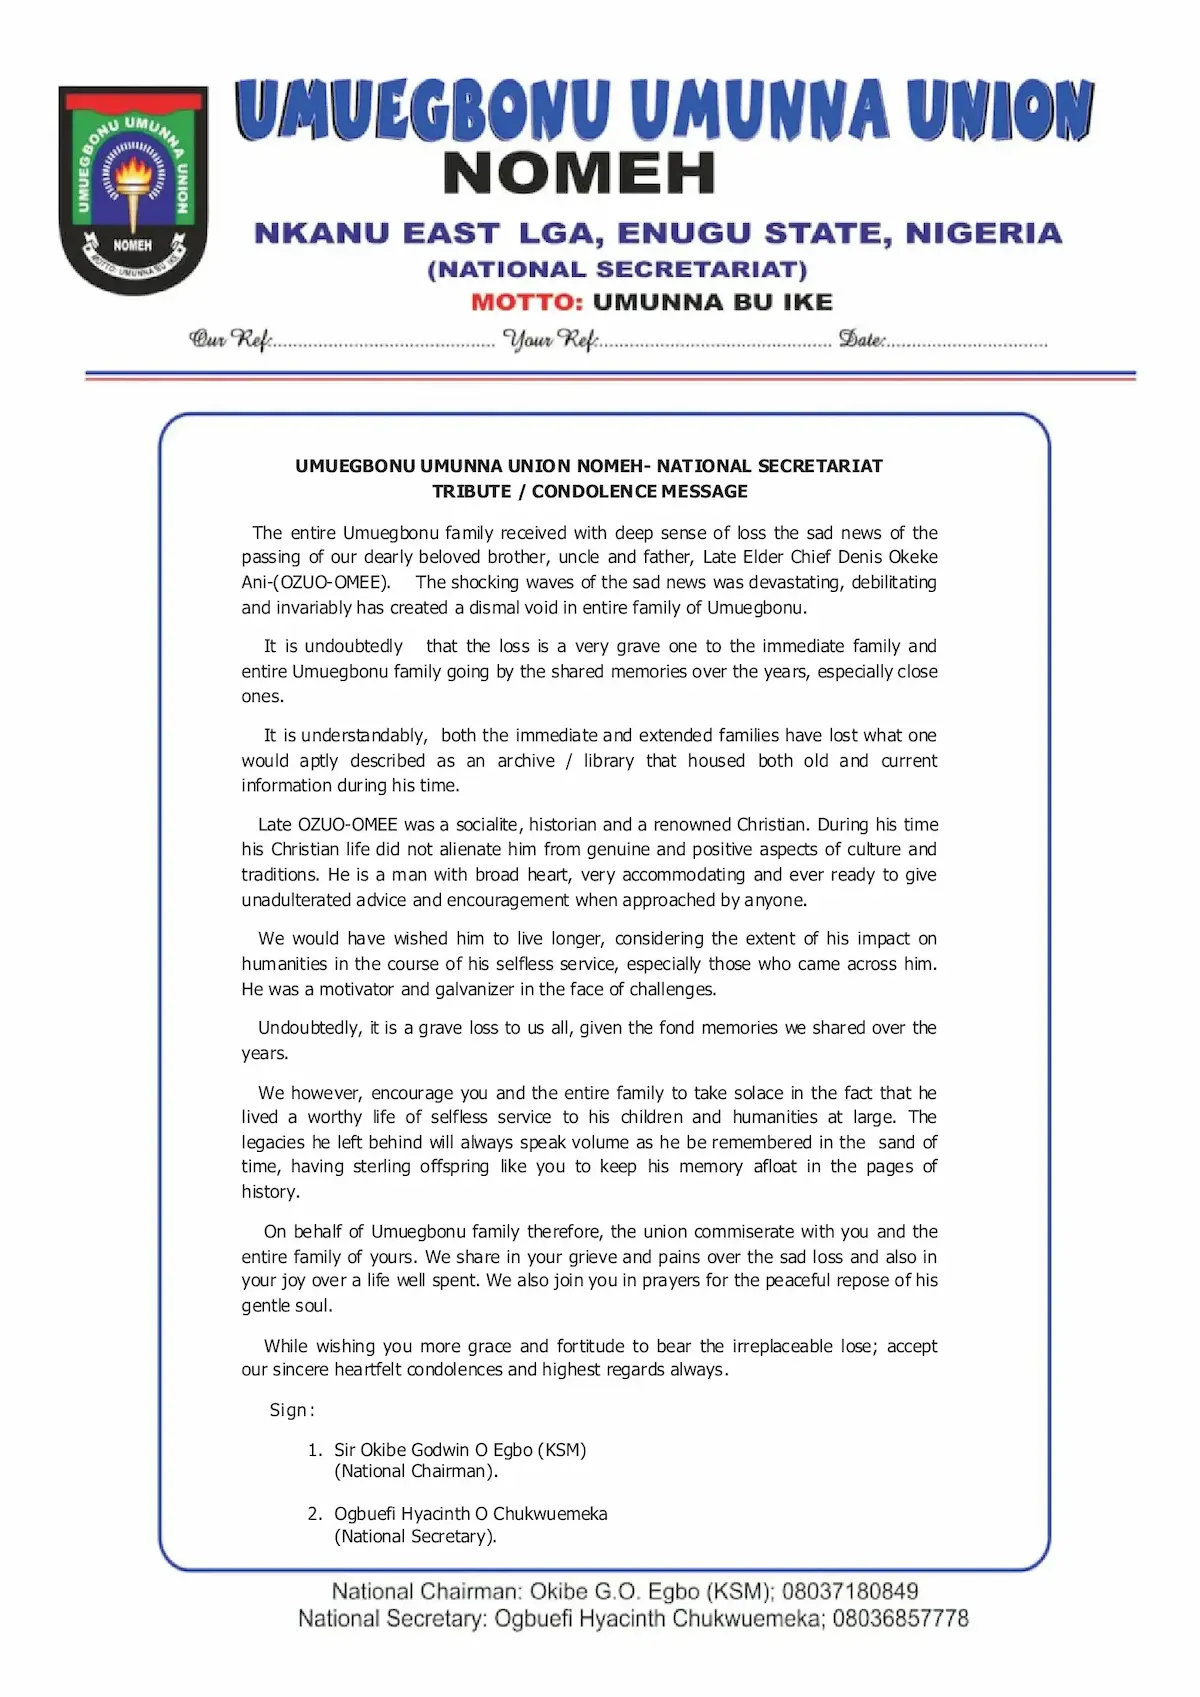 UMUEGBONU UMUNNA UNION
NOMEH
NKANU EAST LGA, ENUGU STATE, NIGERIA
(NATIONAL SECRETARIAT)
MOTTO: UMUNNA BU IKE
UMUEGBONU UMUNNA UNION
NOMEH
MOTTO: UMUNNA BU IKE
Our Ref:............................................ Your Ref:.............................................. Date:................................
UMUEGBONU UMUNNA UNION NOMEH- NATIONAL SECRETARIAT
TRIBUTE / CONDOLENCE MESSAGE
The entire Umuegbonu family received with deep sense of loss the sad news of the
passing of our dearly beloved brother, uncle and father, Late Elder Chief Denis Okeke
Ani-(OZUO-OMEE). The shocking waves of the sad news was devastating, debilitating
and invariably has created a dismal void in entire family of Umuegbonu.
It is undoubtedly that the loss is a very grave one to the immediate family and
entire Umuegbonu family going by the shared memories over the years, especially close
ones.
It is understandably, both the immediate and extended families have lost what one
would aptly described as an archive / library that housed both old and current
information during his time.
Late OZUO-OMEE was a socialite, historian and a renowned Christian. During his time
his Christian life did not alienate him from genuine and positive aspects of culture and
traditions. He is a man with broad heart, very accommodating and ever ready to give
unadulterated advice and encouragement when approached by anyone.
We would have wished him to live longer, considering the extent of his impact on
humanities in the course of his selfless service, especially those who came across him.
He was a motivator and galvanizer in the face of challenges.
Undoubtedly, it is a grave loss to us all, given the fond memories we shared over the
years.
We however, encourage you and the entire family to take solace in the fact that he
lived a worthy life of selfless service to his children and humanities at large. The
legacies he left behind will always speak volume as he be remembered in the sand of
time, having sterling offspring like you to keep his memory afloat in the pages of
history.
On behalf of Umuegbonu family therefore, the union commiserate with you and the
entire family of yours. We share in your grieve and pains over the sad loss and also in
your joy over a life well spent. We also join you in prayers for the peaceful repose of his
gentle soul.
While wishing you more grace and fortitude to bear the irreplaceable lose; accept
our sincere heartfelt condolences and highest regards always.
Sign:
1. Sir Okibe Godwin O Egbo (KSM)
(National Chairman).
2. Ogbuefi Hyacinth O Chukwuemeka
(National Secretary).
National Chairman: Okibe G.O. Egbo (KSM); 08037180849
National Secretary: Ogbuefi Hyacinth Chukwuemeka; 08036857778